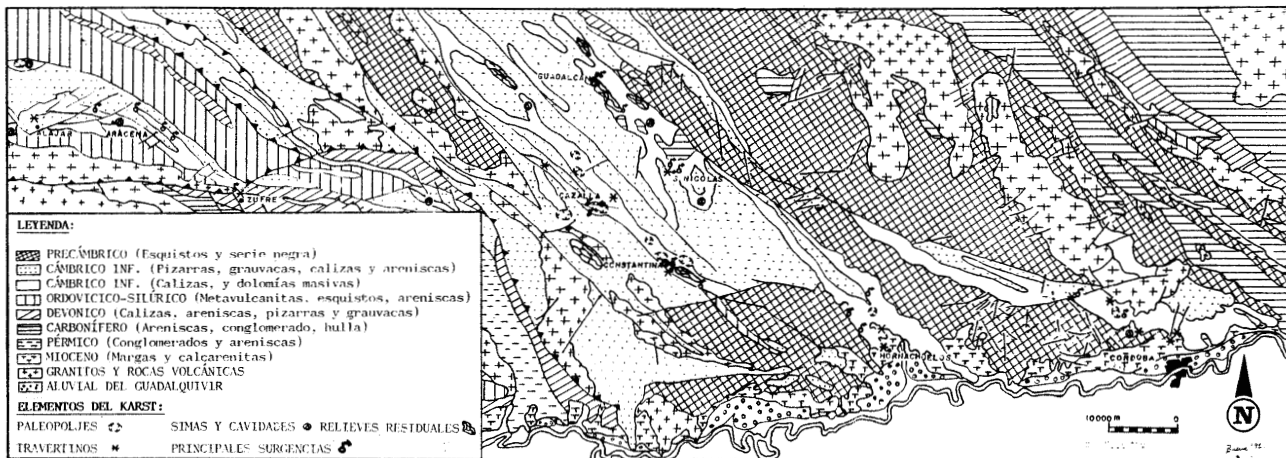 GUADALCAN
ALAJAR
ARACENA
S. NICOLAS
CAZALLA
AZUFRE
CONSTANTINA
HORNACHUELOS
CORDOBA
LEYENDA:
PRECÁMBRICO (Esquistos y serie negra)
CÁMBRICO INF. (Pizarras, grauvacas, calizas y areniscas)
CÁMBRICO INF. (Calizas, y dolomías masivas)
ORDOVICICO-SILÚRICO (Metavulcanitas, esquistos, areniscas)
DEVONICO (Calizas, areniscas, pizarras y grauvacas)
CARBONÍFERO (Areniscas, conglomerado, hulla)
PÉRMICO (Conglomerados y areniscas)
MIOCENO (Margas y calcarenitas)
GRANITOS Y ROCAS VOLCÁNICAS
ALUVIAL DEL GUADALQUIVIR
ELEMENTOS DEL KARST:
PALEOPOLJES SIMAS Y CAVIDADES RELIEVES RESIDUALES
TRAVERTINOS PRINCIPALES SURGENCIAS
10000 m 0
N